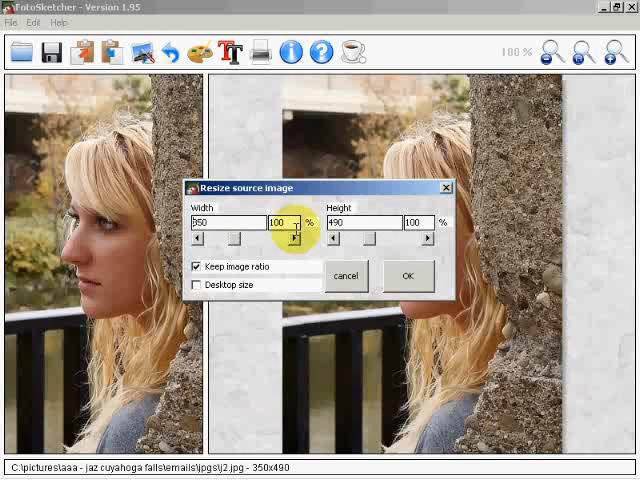 FotoSketcher - Version 1.95
File Edit Help
TT i ? 100 %
Resize source image
Width Height
350 100 % 490 100 %
Keep image ratio
Desktop size
cancel OK
C:\pictures\aaa - jaz cuyahoga falls\emails\jpgs\j2.jpg - 350x490